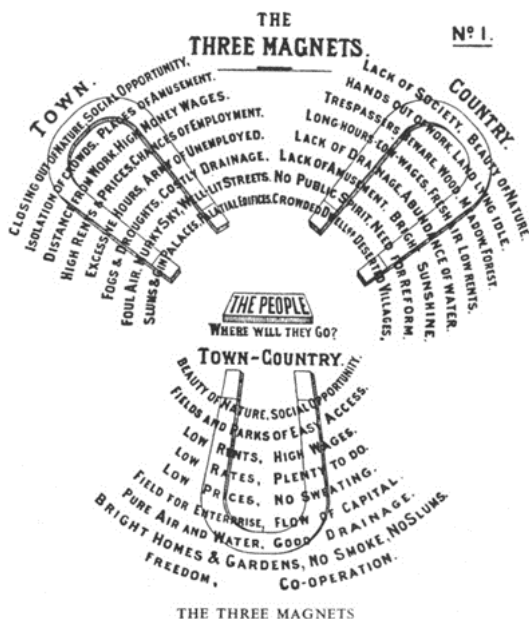 THE
THREE MAGNETS.
Nº 1.
TOWN.
CLOSING OUT OF NATURE. SOCIAL OPPORTUNITY.
ISOLATION OF CROWDS. PLACES OF AMUSEMENT.
DISTANCE FROM WORK. HIGH MONEY WAGES.
HIGH RENTS & PRICES. CHANCES OF EMPLOYMENT.
EXCESSIVE HOURS. ARMY OF UNEMPLOYED.
FOGS & DROUGHTS. COSTLY DRAINAGE.
FOUL AIR. MURKY SKY. WELL-LIT STREETS.
SLUMS & GIN PALACES. PALATIAL EDIFICES.
COUNTRY.
LACK OF SOCIETY. BEAUTY OF NATURE.
HANDS OUT OF WORK. LAND LYING IDLE.
TRESPASSERS BEWARE. WOOD, MEADOW, FOREST.
LONG-HOURS-LOW-WAGES. FRESH AIR LOW RENTS.
LACK OF DRAINAGE. ABUNDANCE OF WATER.
LACK OF AMUSEMENT. BRIGHT SUNSHINE.
NO PUBLIC SPIRIT. NEED FOR REFORM.
CROWDED DWELLGS DESERTED VILLAGES,
THE PEOPLE
WHERE WILL THEY GO?
TOWN-COUNTRY.
BEAUTY OF NATURE, SOCIAL OPPORTUNITY.
FIELDS AND PARKS OF EASY ACCESS.
LOW RENTS, HIGH WAGES.
LOW RATES, PLENTY TO DO.
LOW PRICES, NO SWEATING.
FIELD FOR ENTERPRISE, FLOW OF CAPITAL.
PURE AIR AND WATER, GOOD DRAINAGE.
BRIGHT HOMES & GARDENS, NO SMOKE, NO SLUMS.
FREEDOM, CO-OPERATION.
THE THREE MAGNETS